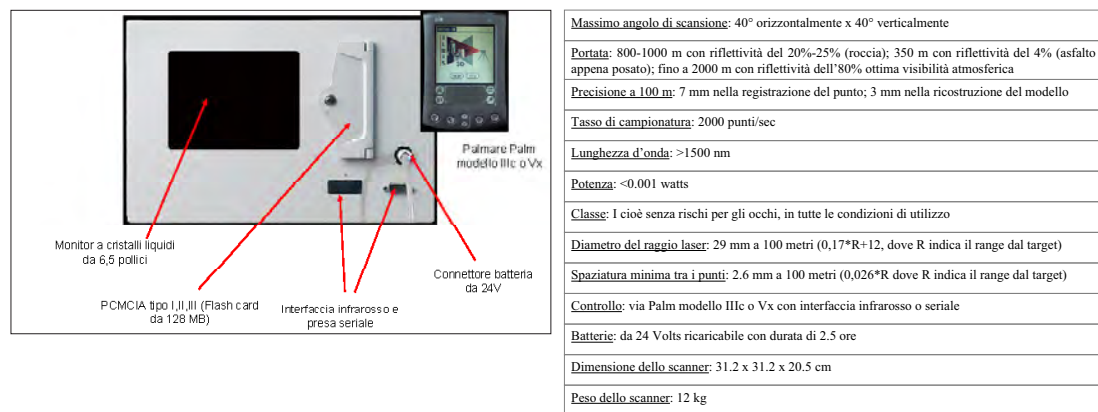 Palmare Palm
modello IIIc o Vx
Monitor a cristalli liquidi
da 6,5 pollici
PCMCIA tipo I,II,III (Flash card
da 128 MB)
Interfaccia infrarosso e
presa seriale
Connettore batteria
da 24V
Massimo angolo di scansione: 40° orizzontalmente x 40° verticalmente
Portata: 800-1000 m con riflettività del 20%-25% (roccia); 350 m con riflettività del 4% (asfalto
appena posato); fino a 2000 m con riflettività dell'80% ottima visibilità atmosferica
Precisione a 100 m: 7 mm nella registrazione del punto; 3 mm nella ricostruzione del modello
Tasso di campionatura: 2000 punti/sec
Lunghezza d'onda: >1500 nm
Potenza: <0.001 watts
Classe: I cioè senza rischi per gli occhi, in tutte le condizioni di utilizzo
Diametro del raggio laser: 29 mm a 100 metri (0,17*R+12, dove R indica il range dal target)
Spaziatura minima tra i punti: 2.6 mm a 100 metri (0,026*R dove R indica il range dal target)
Controllo: via Palm modello IIIc o Vx con interfaccia infrarosso o seriale
Batterie: da 24 Volts ricaricabile con durata di 2.5 ore
Dimensione dello scanner: 31.2 x 31.2 x 20.5 cm
Peso dello scanner: 12 kg